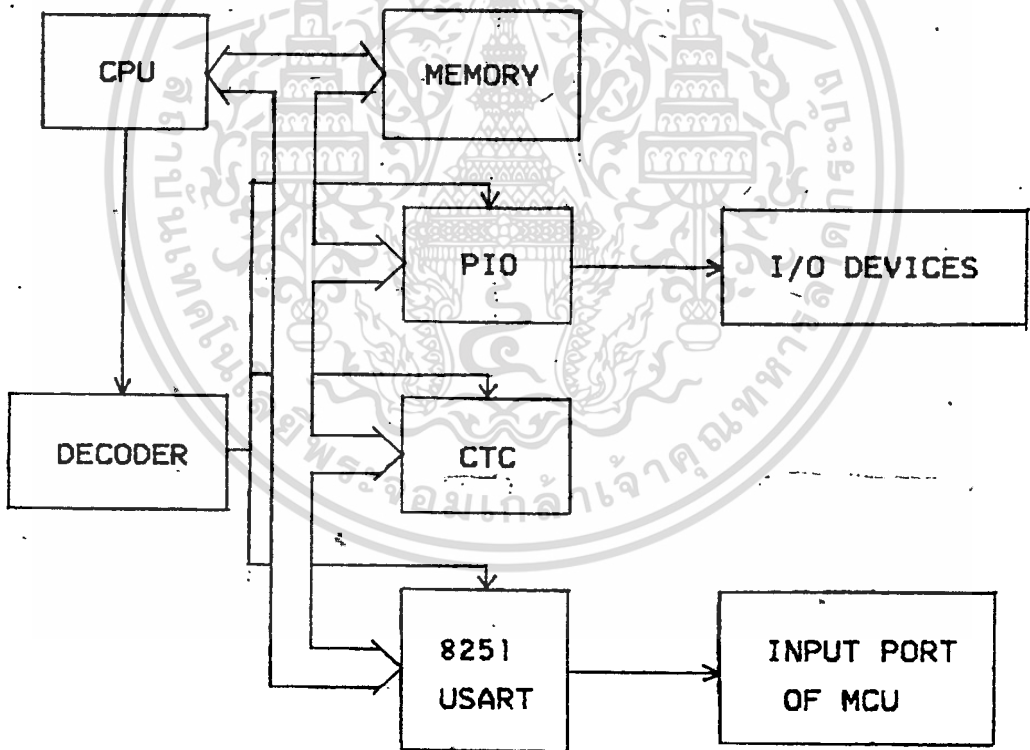 CPU
MEMORY
PIO
I/O DEVICES
DECODER
CTC
8251
USART
INPUT PORT
OF MCU